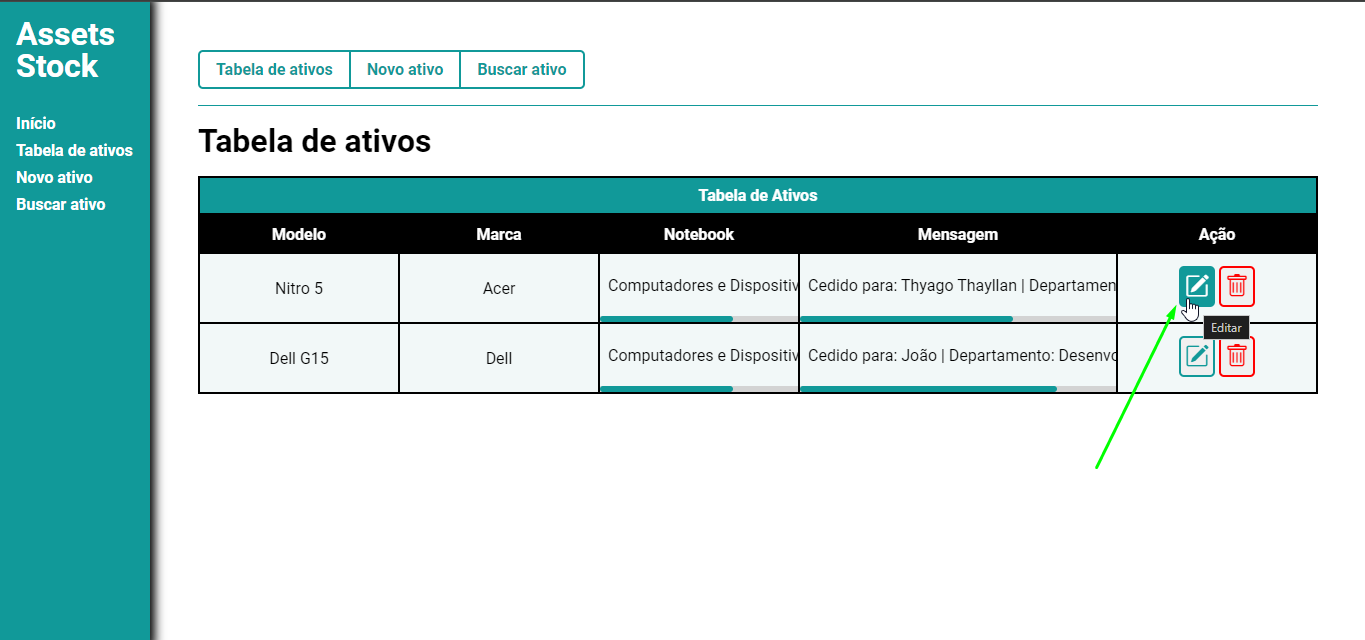 Assets
Stock
Início
Tabela de ativos
Novo ativo
Buscar ativo
Tabela de ativos Novo ativo Buscar ativo
Tabela de ativos
Tabela de Ativos
Modelo Marca Notebook Mensagem Ação
Nitro 5 Acer Computadores e Dispositiv Cedido para: Thyago Thayllan | Departamen
Editar
Dell G15 Dell Computadores e Dispositiv Cedido para: João | Departamento: Desenvo